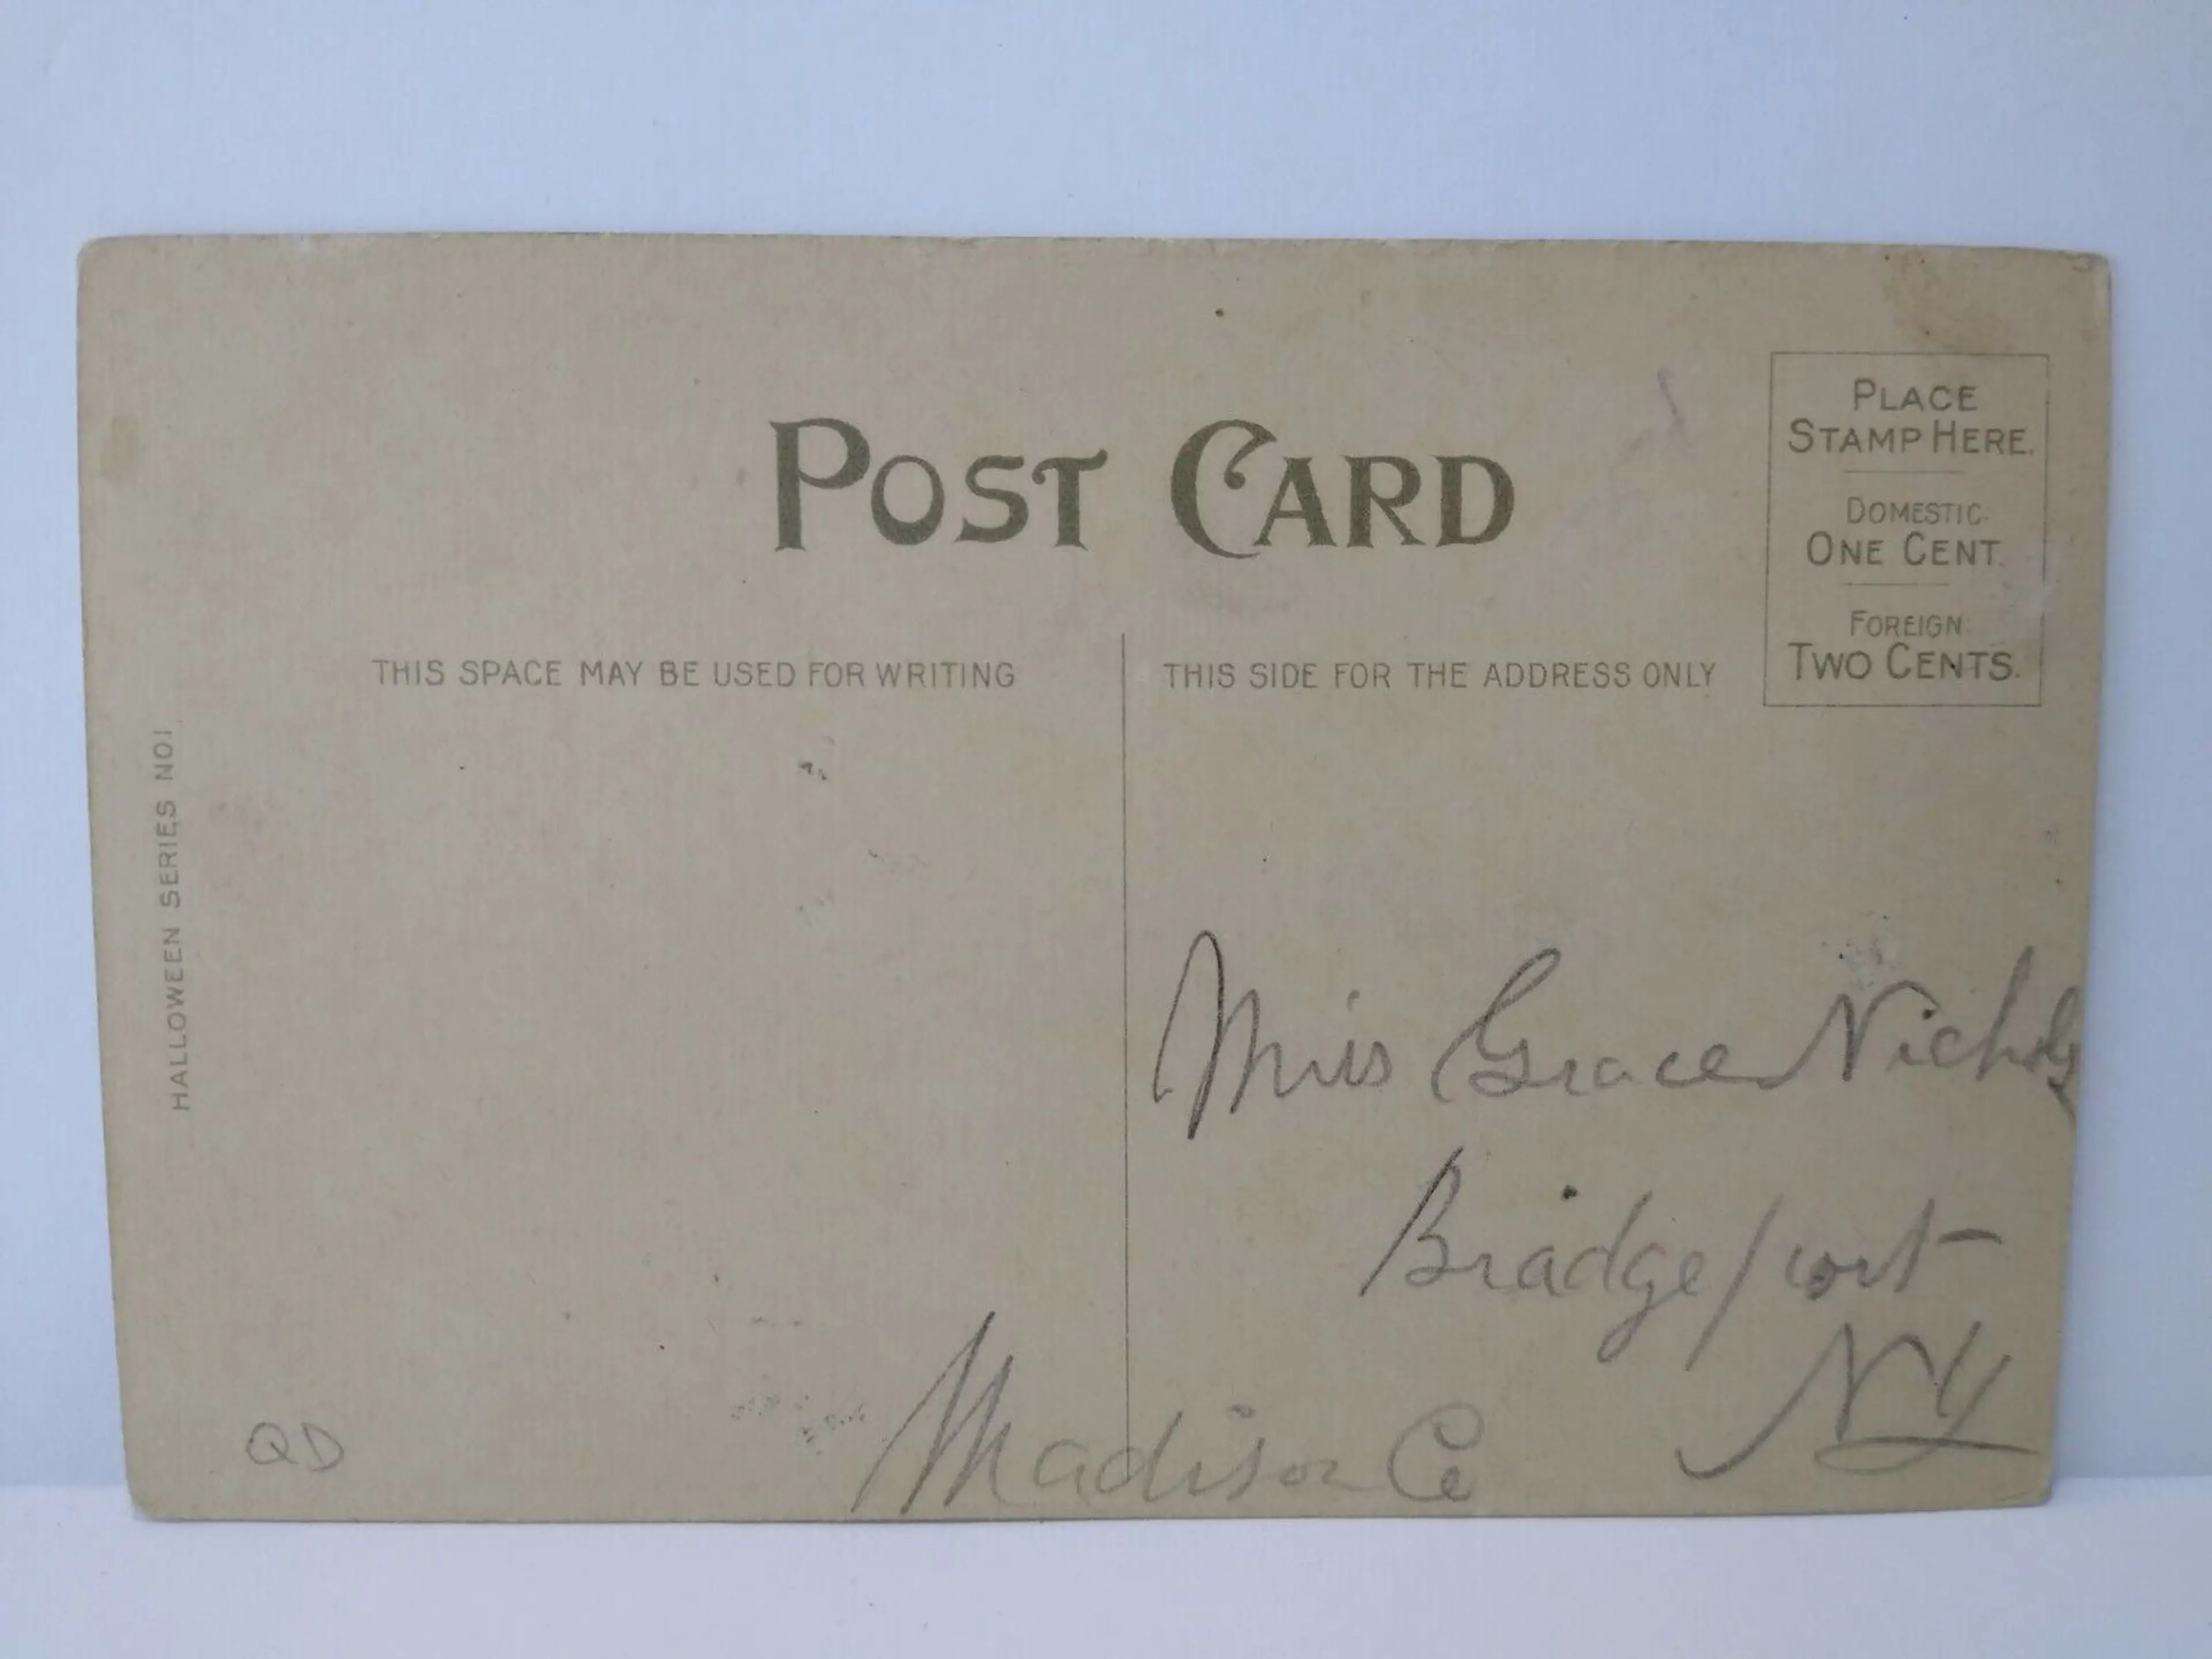 POST CARD
PLACE
STAMP HERE.
DOMESTIC
ONE CENT.
FOREIGN
TWO CENTS.
THIS SPACE MAY BE USED FOR WRITING
THIS SIDE FOR THE ADDRESS ONLY
HALLOWEEN SERIES NO1
Miss Grace Nichols
Bridgeport
NY
Madison Co
QD